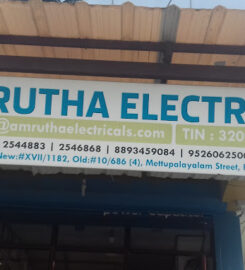 RUTHA ELECTR
@amruthaelectricals.com TIN : 320
2544883 | 2546868 | 8893459084 | 9526062500
New:#XVII/1182, Old:#10/686 (4), Mettupalayalam Street, P